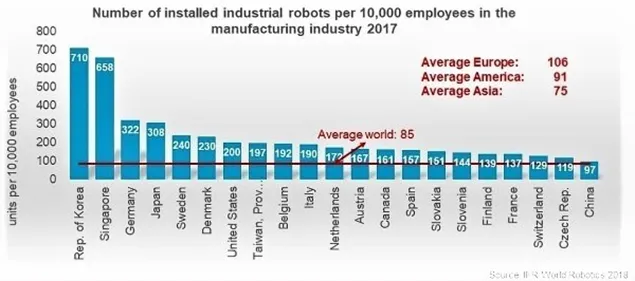 Number of installed industrial robots per 10,000 employees in the
manufacturing industry 2017
units per 10,000 employees
800
700
600
500
400
300
200
100
0
Average Europe: 106
Average America: 91
Average Asia: 75
Average world: 85
710
658
322
308
240
230
200
197
192
190
172
167
161
157
151
144
139
137
129
119
97
Rep. of Korea
Singapore
Germany
Japan
Sweden
Denmark
United States
Taiwan, Prov...
Belgium
Italy
Netherlands
Austria
Canada
Spain
Slovakia
Slovenia
Finland
France
Switzerland
Czech Rep.
China
Source: IFR World Robotics 2018